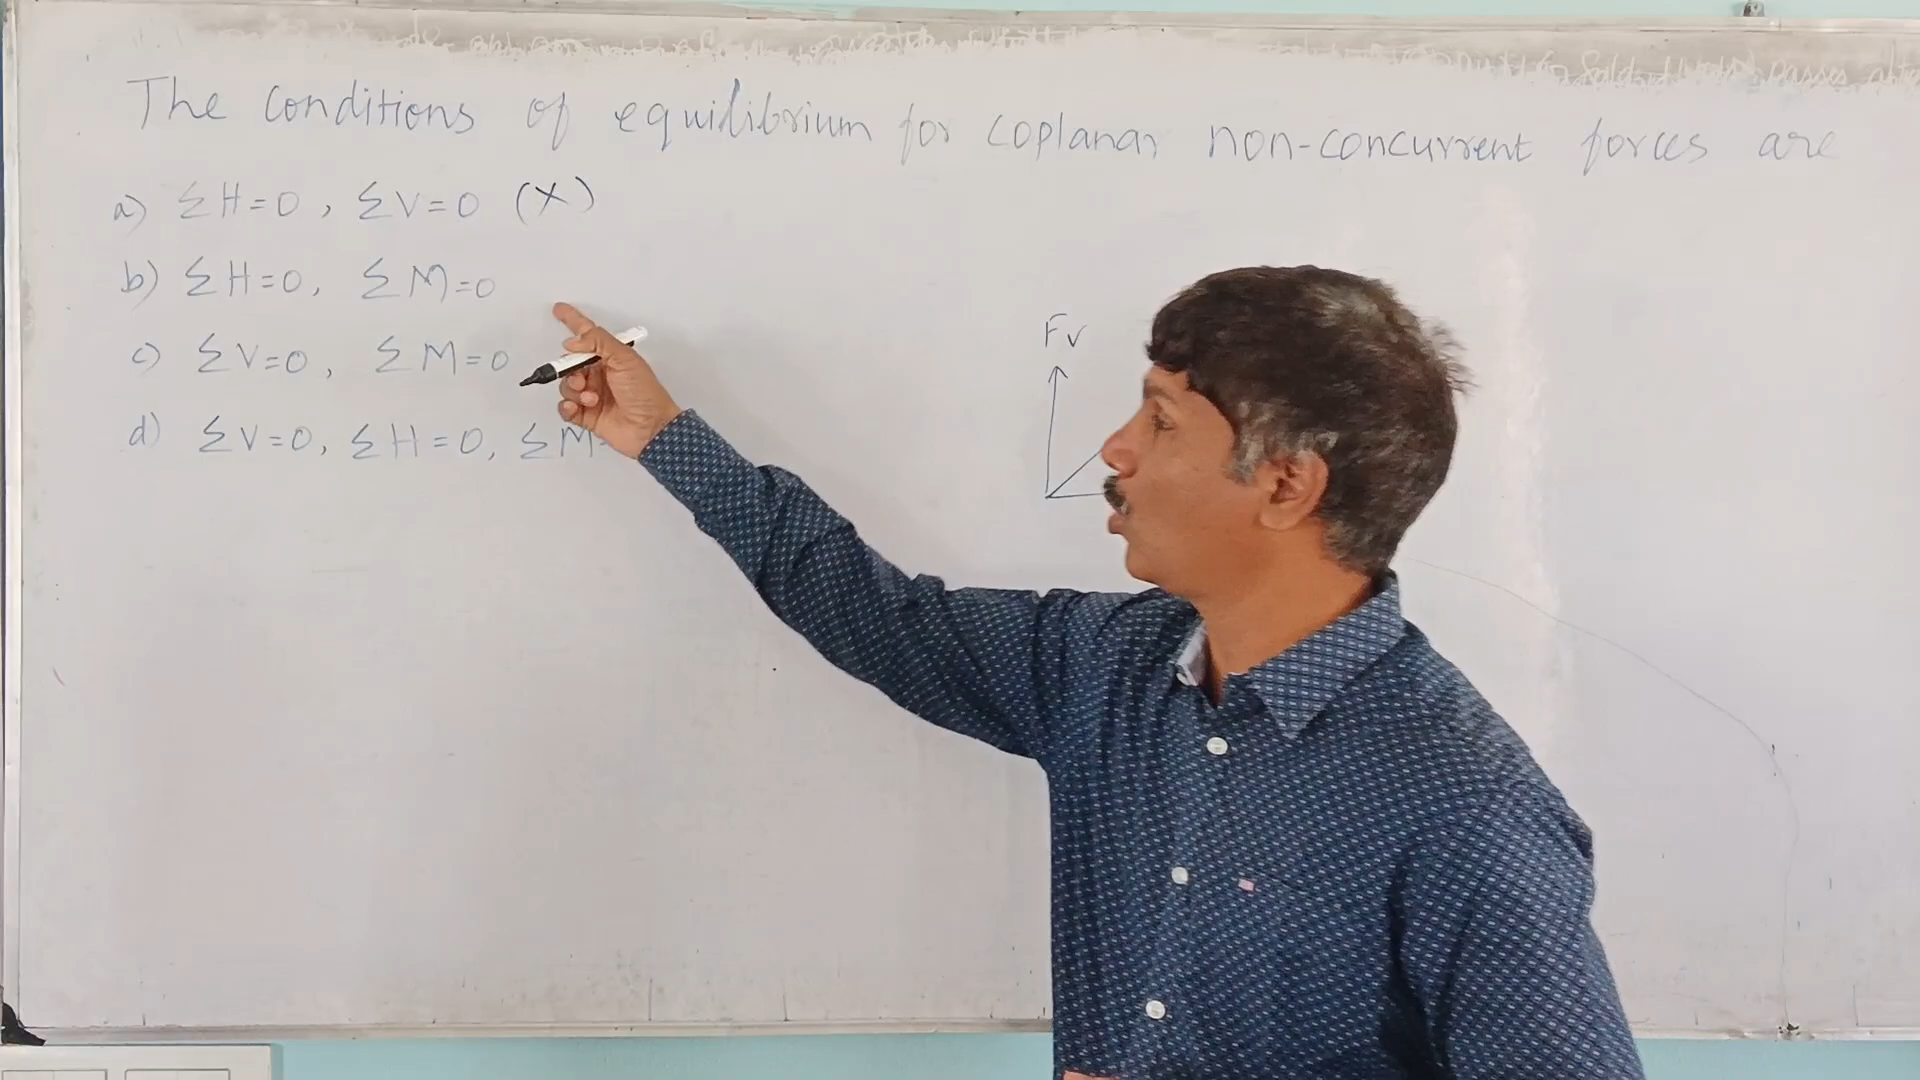 The conditions of equilibrium for coplanar non-concurrent forces are
a) ΣH=0, ΣV=0 (X)
b) ΣH=0, ΣM=0
c) ΣV=0, ΣM=0
d) ΣV=0, ΣH=0, ΣM=
Fv